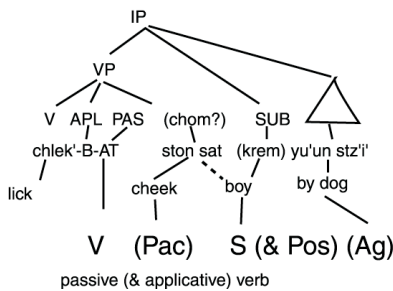 IP
VP
V APL PAS (chom?) SUB
chlek'-B-AT ston sat (krem) yu'un stz'i'
lick cheek boy by dog
V (Pac) S (& Pos) (Ag)
passive (& applicative) verb